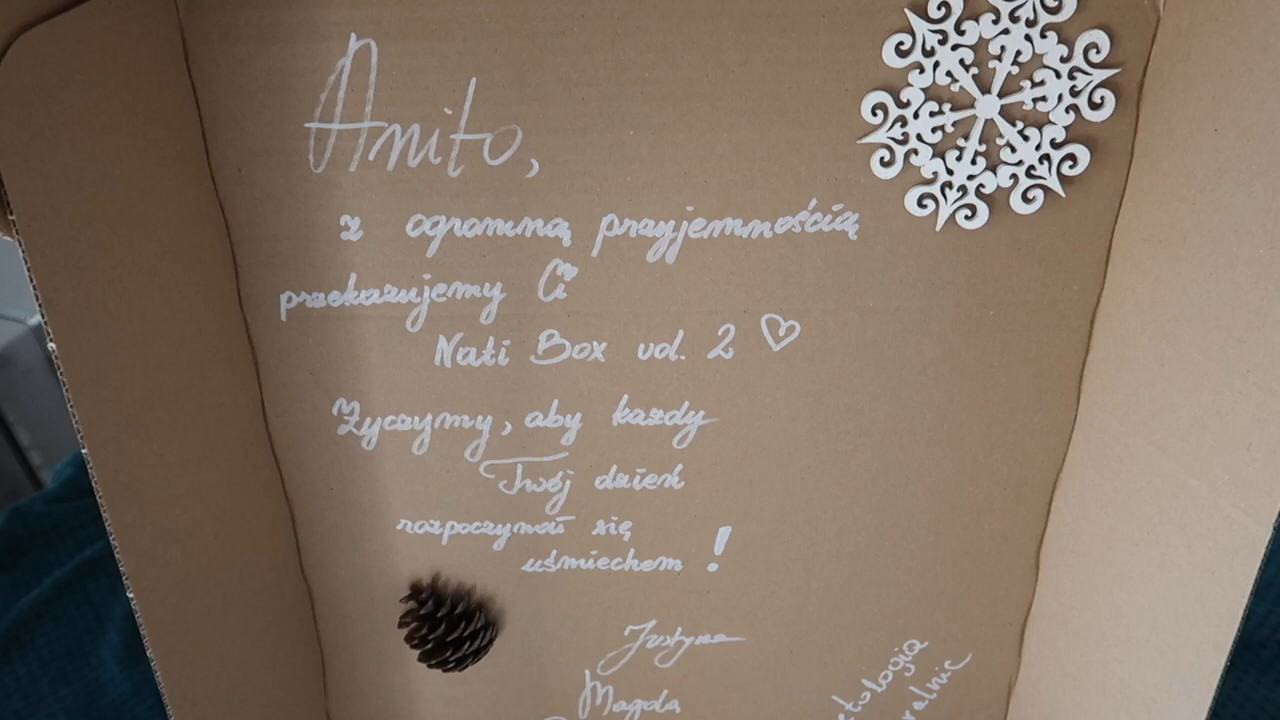 Anito,
z ogromną przyjemnością
przekazujemy Ci
Nati Box vol. 2
Życzymy, aby każdy
Twój dzień
rozpoczynał się
uśmiechem!
Justyna
Magda